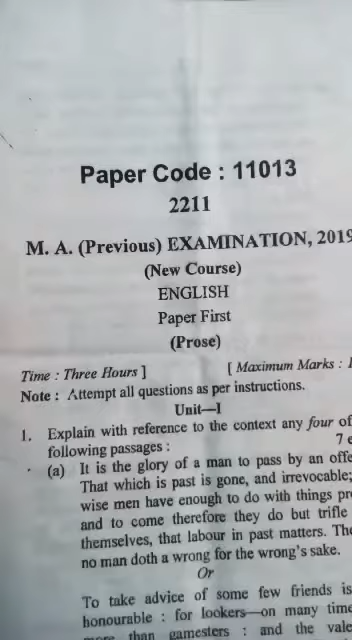 Paper Code : 11013
2211
M. A. (Previous) EXAMINATION, 2019
(New Course)
ENGLISH
Paper First
(Prose)
Time : Three Hours ] [ Maximum Marks :
Note : Attempt all questions as per instructions.
Unit—I
1. Explain with reference to the context any four of
following passages : 7
(a) It is the glory of a man to pass by an offe
That which is past is gone, and irrevocable;
wise men have enough to do with things pre
and to come therefore they do but trifle
themselves, that labour in past matters. The
no man doth a wrong for the wrong's sake.
Or
To take advice of some few friends is
honourable : for lookers—on many time
more than gamesters : and the vale